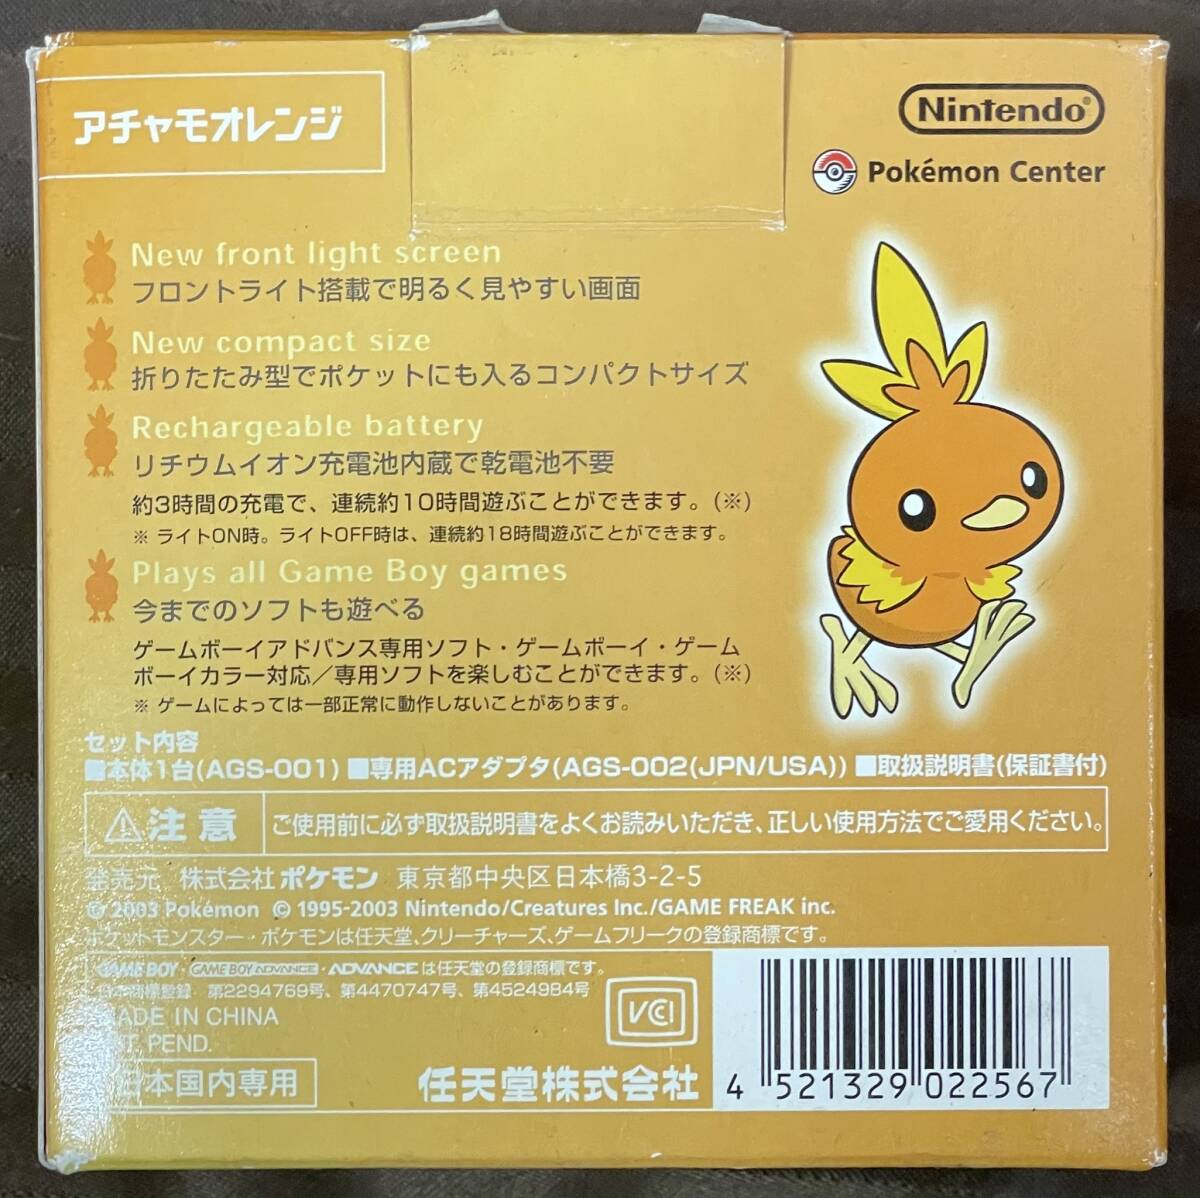 アチャモオレンジ
Nintendo®
Pokémon Center
New front light screen
フロントライト搭載で明るく見やすい画面
New compact size
折りたたみ型でポケットにも入るコンパクトサイズ
Rechargeable battery
リチウムイオン充電池内蔵で乾電池不要
約3時間の充電で、連続約10時間遊ぶことができます。(※)
※ ライトON時。ライトOFF時は、連続約18時間遊ぶことができます。
Plays all Game Boy games
今までのソフトも遊べる
ゲームボーイアドバンス専用ソフト・ゲームボーイ・ゲーム
ボーイカラー対応／専用ソフトを楽しむことができます。(※)
※ ゲームによっては一部正常に動作しないことがあります。
セット内容
■本体1台(AGS-001) ■専用ACアダプタ(AGS-002(JPN/USA)) ■取扱説明書(保証書付)
⚠注意 ご使用前に必ず取扱説明書をよくお読みいただき、正しい使用方法でご愛用ください。
発売元 株式会社ポケモン 東京都中央区日本橋3-2-5
© 2003 Pokémon © 1995-2003 Nintendo/Creatures Inc./GAME FREAK inc.
ポケットモンスター・ポケモンは任天堂、クリーチャーズ、ゲームフリークの登録商標です。
GAME BOY・GAME BOY ADVANCE・ADVANCEは任天堂の登録商標です。
日本商標登録 第2294769号、第4470747号、第4524984号
MADE IN CHINA
PAT. PEND.
日本国内専用
VCCI
任天堂株式会社
4 521329 022567